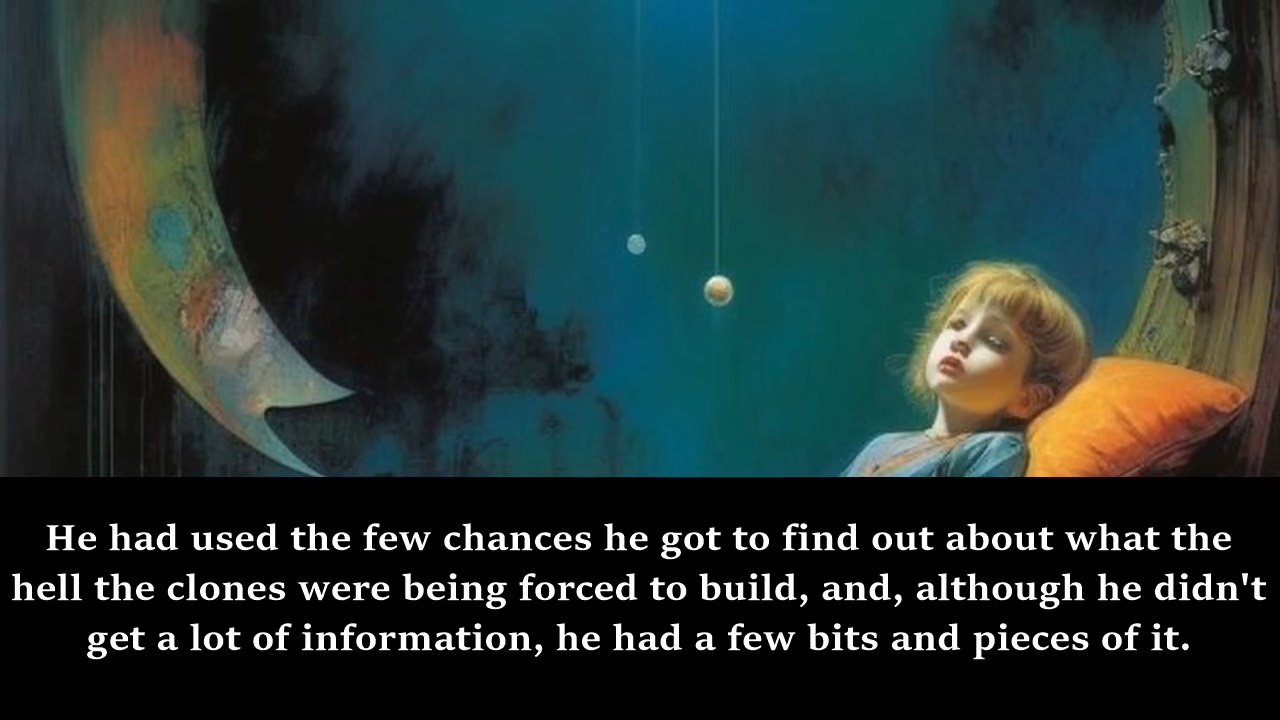 He had used the few chances he got to find out about what the
hell the clones were being forced to build, and, although he didn't
get a lot of information, he had a few bits and pieces of it.